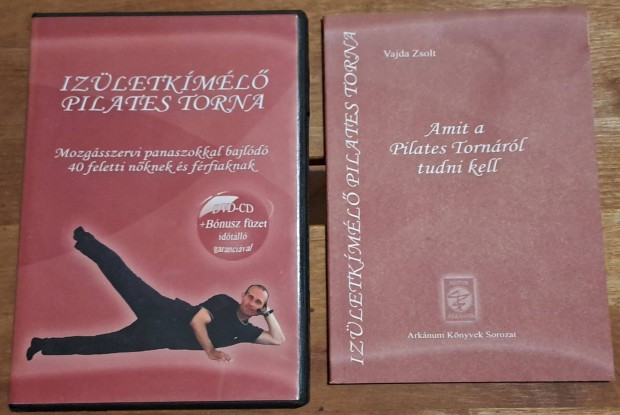 IZÜLETKÍMÉLŐ
PILATES TORNA
Mozgásszervi panaszokkal bajlódó
40 feletti nőknek és férfiaknak
DVD-CD
+Bónusz füzet
időtálló
garanciával
IZÜLETKÍMÉLŐ PILATES TORNA
Vajda Zsolt
Amit a
Pilates Tornáról
tudni kell
Arkánum Könyvek Sorozat